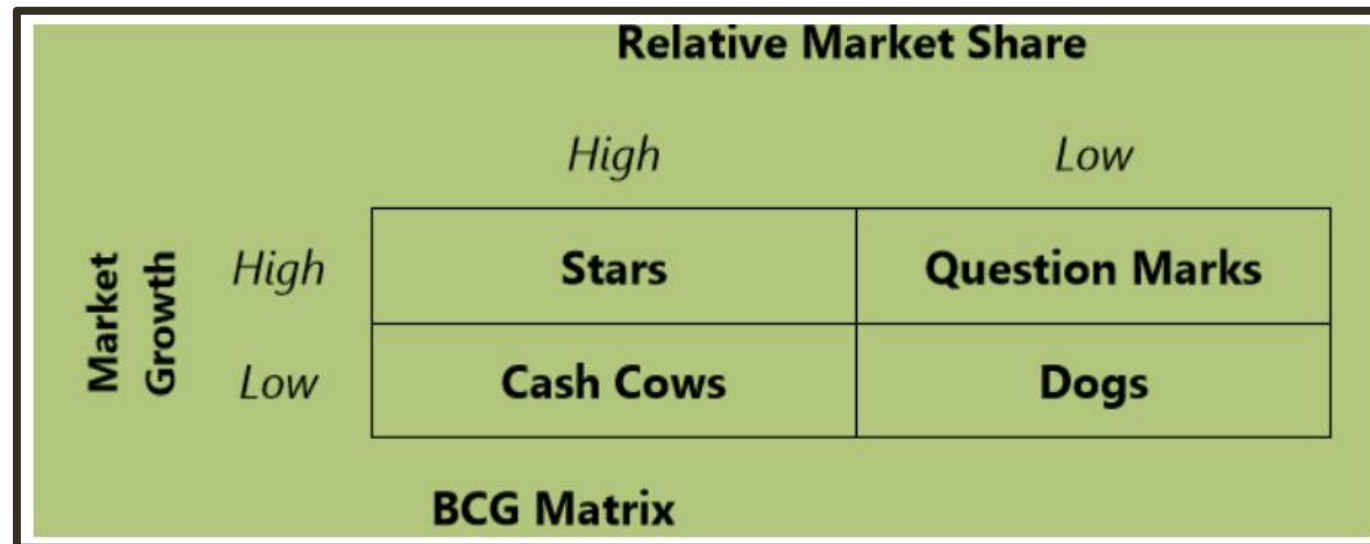 Relative Market Share
High Low
Market
Growth
High Stars Question Marks
Low Cash Cows Dogs
BCG Matrix